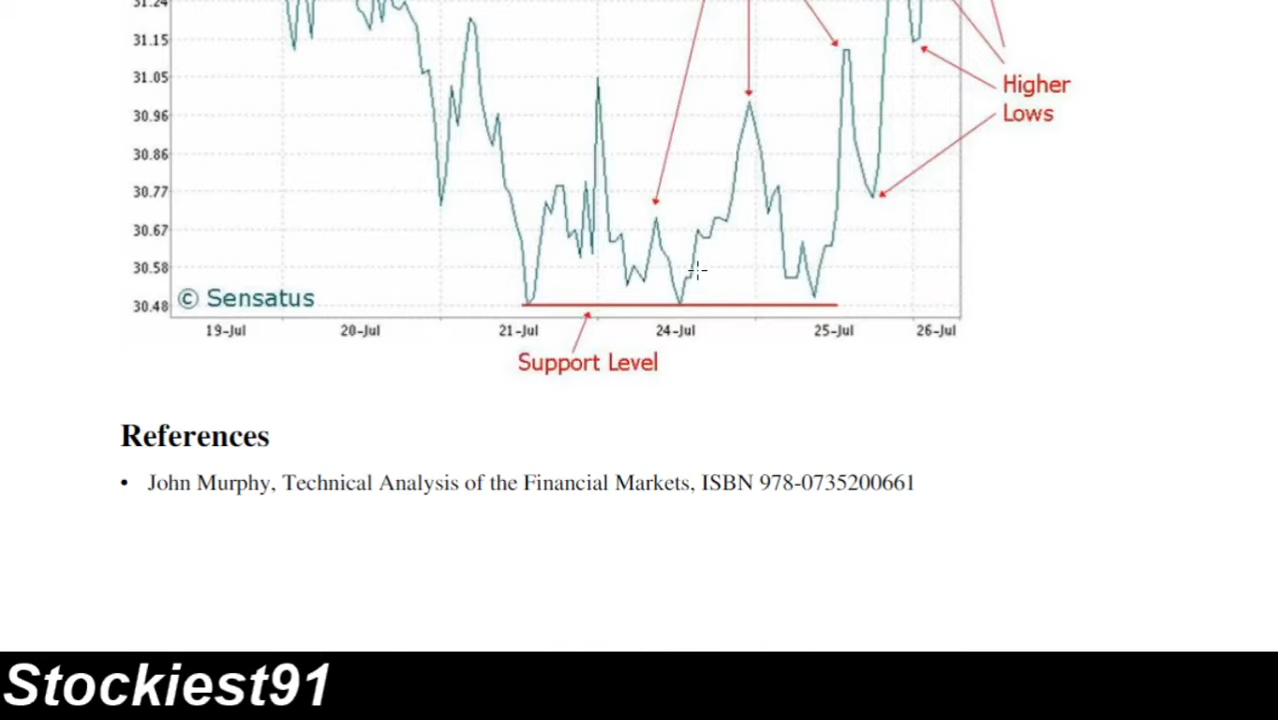 31.24
31.15
31.05
30.96
30.86
30.77
30.67
30.58
30.48
Higher
Lows
© Sensatus
19-Jul 20-Jul 21-Jul 24-Jul 25-Jul 26-Jul
Support Level
References
• John Murphy, Technical Analysis of the Financial Markets, ISBN 978-0735200661
Stockiest91